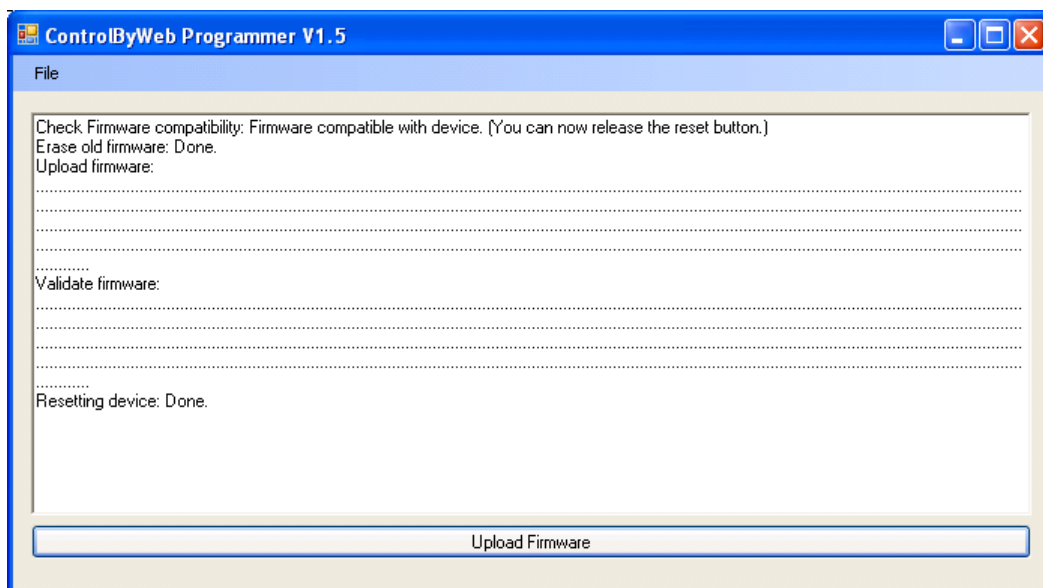 ControlByWeb Programmer V1.5
File
Check Firmware compatibility: Firmware compatible with device. (You can now release the reset button.)
Erase old firmware: Done.
Upload firmware:
Validate firmware:
Resetting device: Done.
Upload Firmware